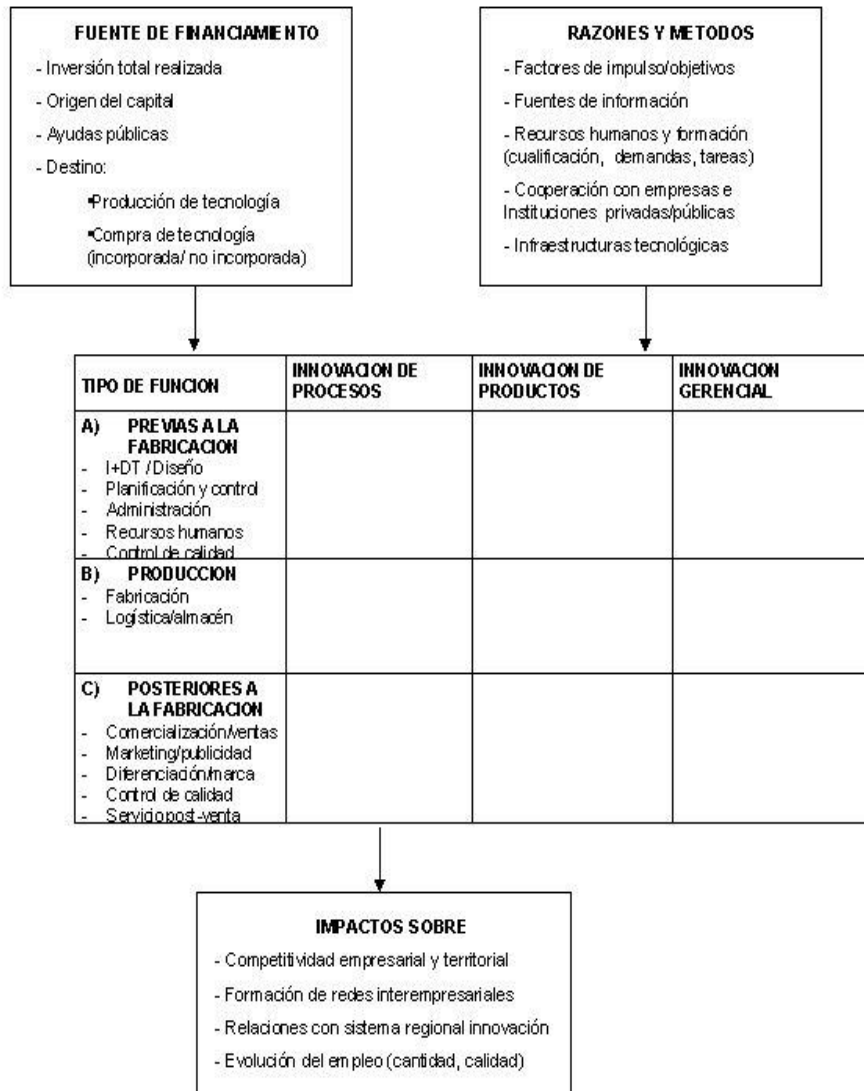 FUENTE DE FINANCIAMIENTO
- Inversión total realizada
- Origen del capital
- Ayudas públicas
- Destino:
•Producción de tecnología
•Compra de tecnología
(incorporada/ no incorporada)
RAZONES Y METODOS
- Factores de impulso/objetivos
- Fuentes de información
- Recursos humanos y formación
(cualificación, demandas, tareas)
- Cooperación con empresas e
Instituciones privadas/públicas
- Infraestructuras tecnológicas
TIPO DE FUNCION
INNOVACION DE
PROCESOS
INNOVACION DE
PRODUCTOS
INNOVACION
GERENCIAL
A) PREVIAS A LA
FABRICACION
- I+DT / Diseño
- Planificación y control
- Administración
- Recursos humanos
- Control de calidad
B) PRODUCCION
- Fabricación
- Logística/almacén
C) POSTERIORES A
LA FABRICACION
- Comercialización/ventas
- Marketing/publicidad
- Diferenciación/marca
- Control de calidad
- Servicio post-venta
IMPACTOS SOBRE
- Competitividad empresarial y territorial
- Formación de redes interempresariales
- Relaciones con sistema regional innovación
- Evolución del empleo (cantidad, calidad)